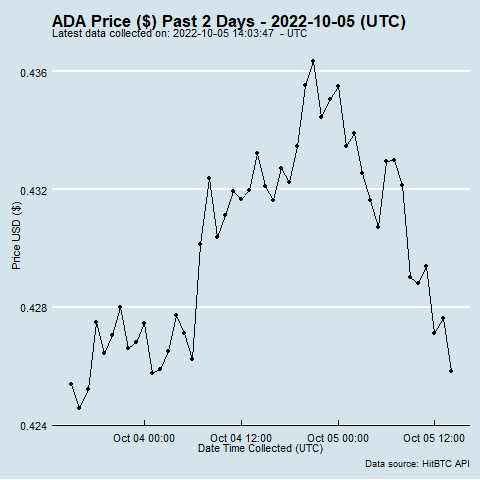 ADA Price ($) Past 2 Days - 2022-10-05 (UTC)
Latest data collected on: 2022-10-05 14:03:47 - UTC
0.436
0.432
0.428
0.424
Price USD ($)
Oct 04 00:00 Oct 04 12:00 Oct 05 00:00 Oct 05 12:00
Date Time Collected (UTC)
Data source: HitBTC API